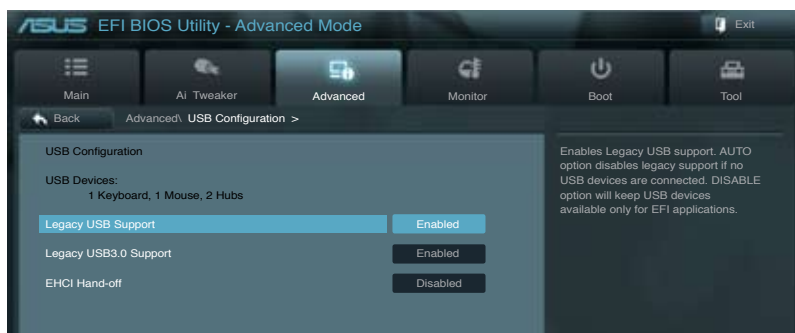 ASUS EFI BIOS Utility - Advanced Mode
Exit
Main
Ai Tweaker
Advanced
Monitor
Boot
Tool
Back
Advanced\ USB Configuration >
USB Configuration
USB Devices:
1 Keyboard, 1 Mouse, 2 Hubs
Legacy USB Support
Enabled
Legacy USB3.0 Support
Enabled
EHCI Hand-off
Disabled
Enables Legacy USB support. AUTO
option disables legacy support if no
USB devices are connected. DISABLE
option will keep USB devices
available only for EFI applications.